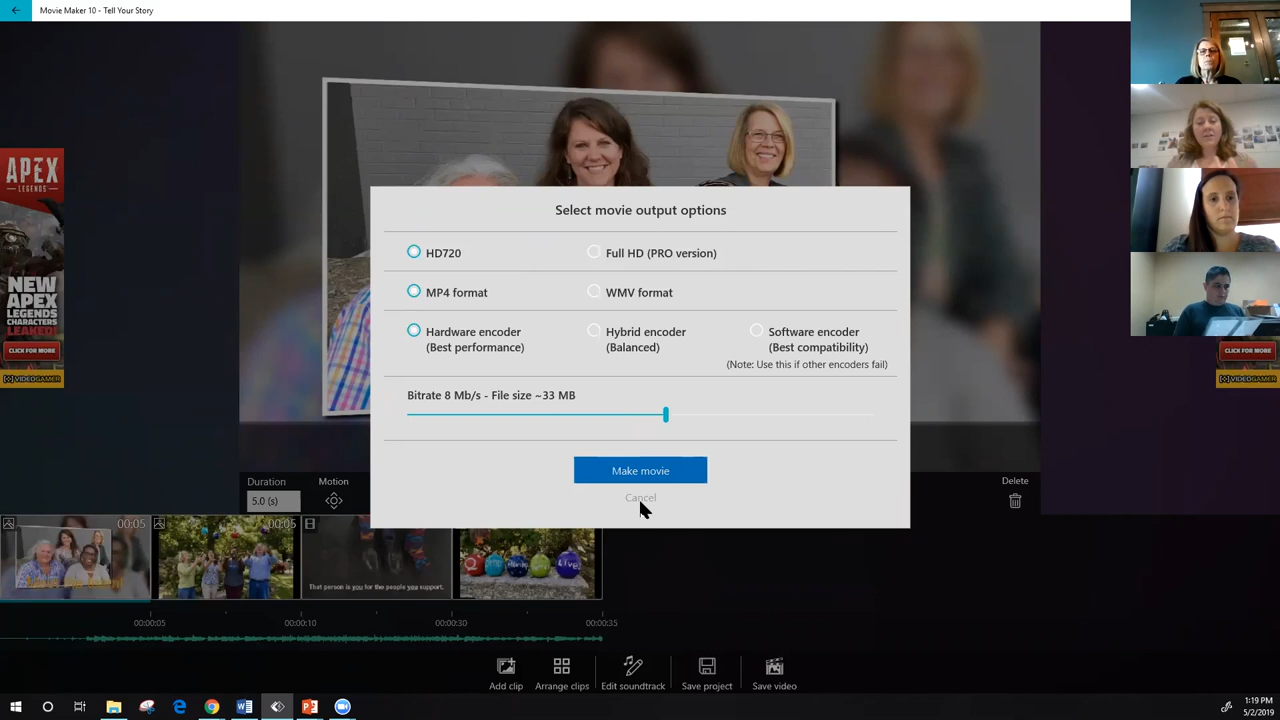 Movie Maker 10 - Tell Your Story
Select movie output options
HD720
Full HD (PRO version)
MP4 format
WMV format
Hardware encoder
(Best performance)
Hybrid encoder
(Balanced)
Software encoder
(Best compatibility)
(Note: Use this if other encoders fail)
Bitrate 8 Mb/s - File size ~33 MB
Make movie
Cancel
APEX
LEGENDS
NEW
APEX
LEGENDS
CHARACTERS
LEAKED!
CLICK FOR MORE
VIDEOGAMER
CLICK FOR MORE
VIDEOGAMER
Duration
5.0 (s)
Motion
Delete
00:05
00:05
That person is you for the people you support.
Live!
00:00:05
00:00:10
00:00:30
00:00:35
Add clip
Arrange clips
Edit soundtrack
Save project
Save video
1:19 PM
5/2/2019